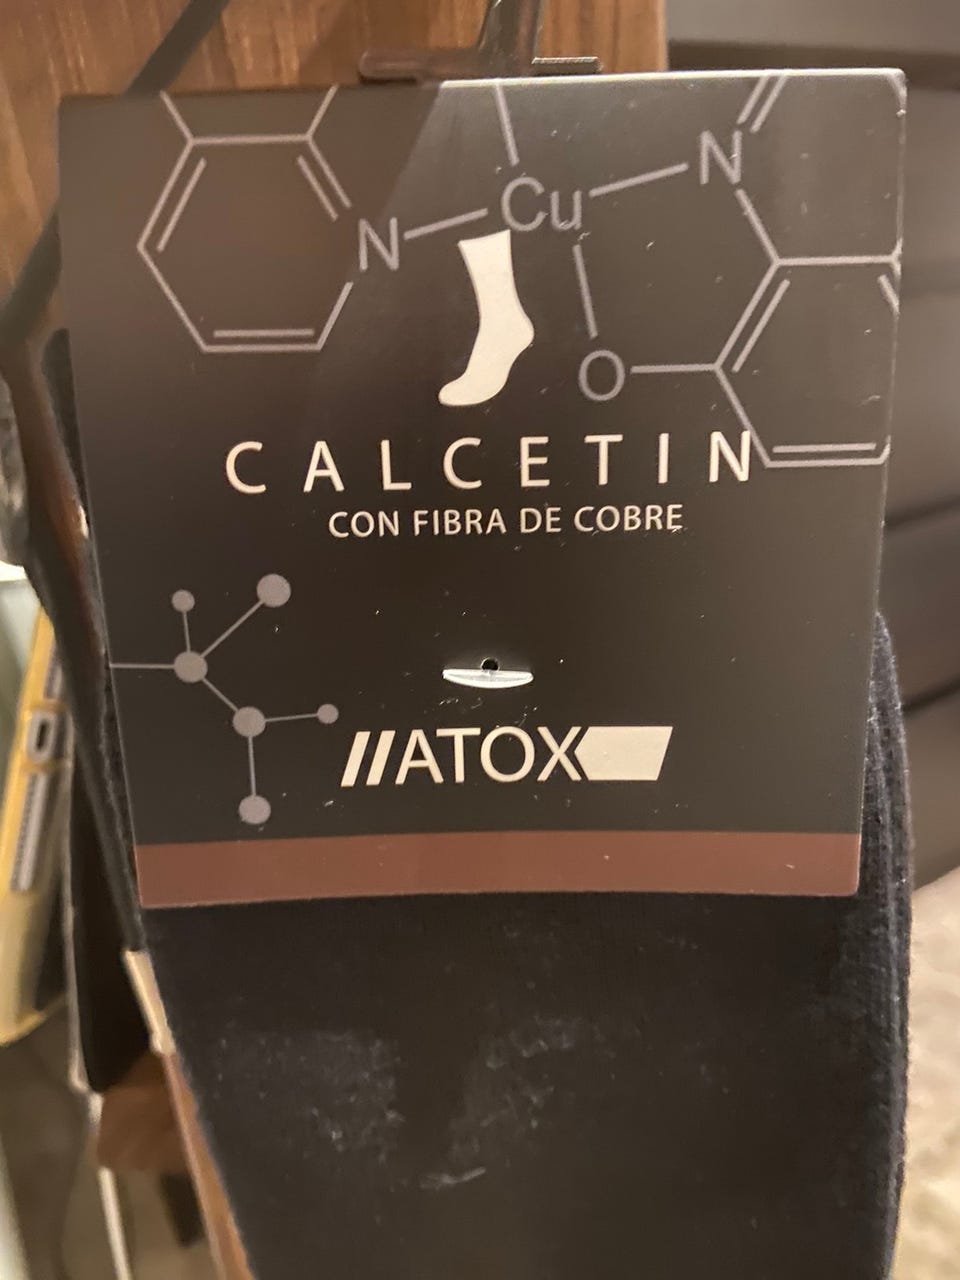 N
Cu
N
O
CALCETIN
CON FIBRA DE COBRE
//ATOX